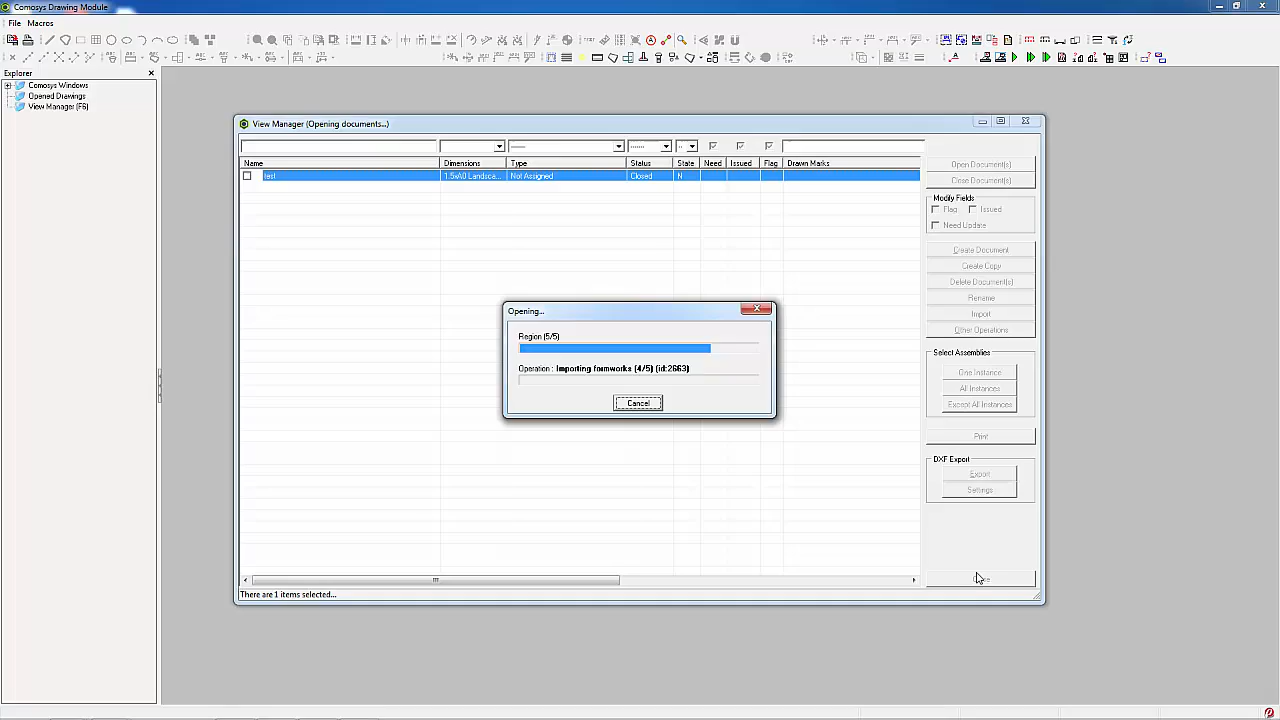 Comosys Drawing Module
File Macros
Explorer
Comosys Windows
Opened Drawings
View Manager (F6)
View Manager (Opening documents...)
Name Dimensions Type Status State Need Issued Flag Drawn Marks
test 1.5xA0 Landsca... Not Assigned Closed N
Open Document(s)
Close Document(s)
Modify Fields
Flag Issued
Need Update
Create Document
Create Copy
Delete Document(s)
Rename
Import
Other Operations
Select Assemblies
One Instance
All Instances
Except All Instances
Print
DXF Export
Export
Settings
Opening...
Region (5/5)
Operation : Importing formworks (4/5) (id:2663)
Cancel
There are 1 items selected...